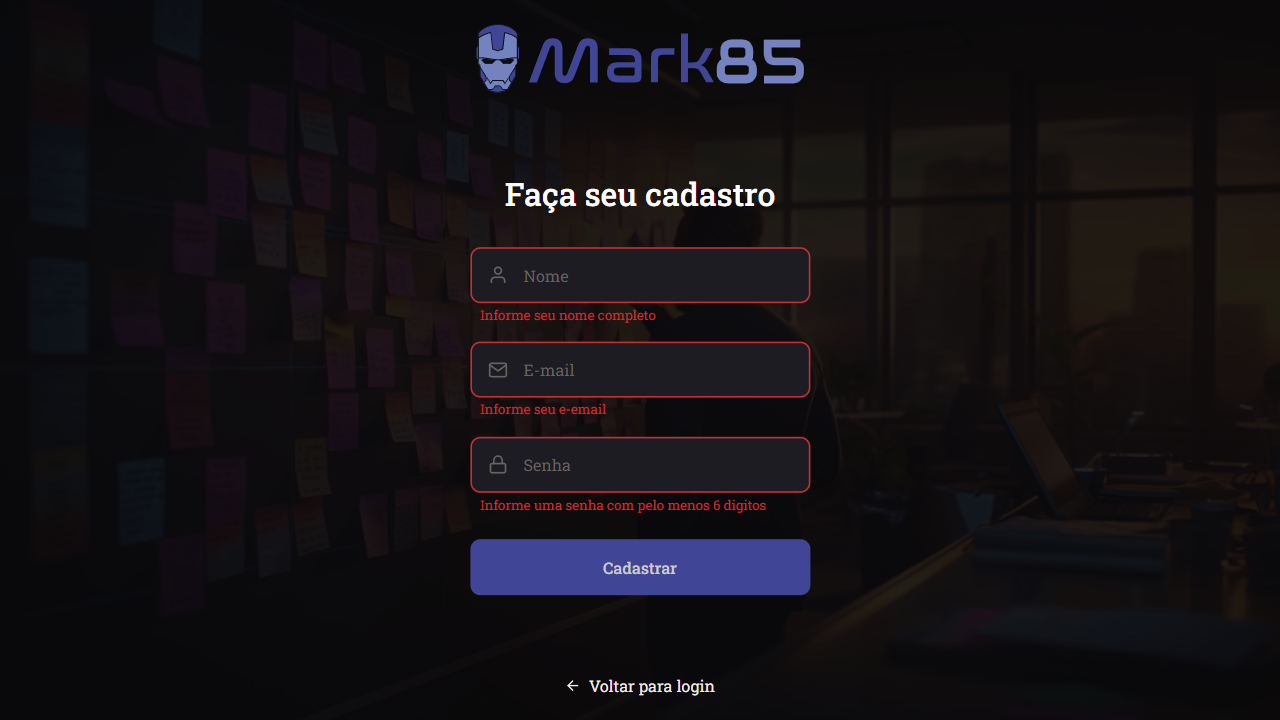 Mark85
Faça seu cadastro
Nome
Informe seu nome completo
E-mail
Informe seu e-email
Senha
Informe uma senha com pelo menos 6 digitos
Cadastrar
Voltar para login